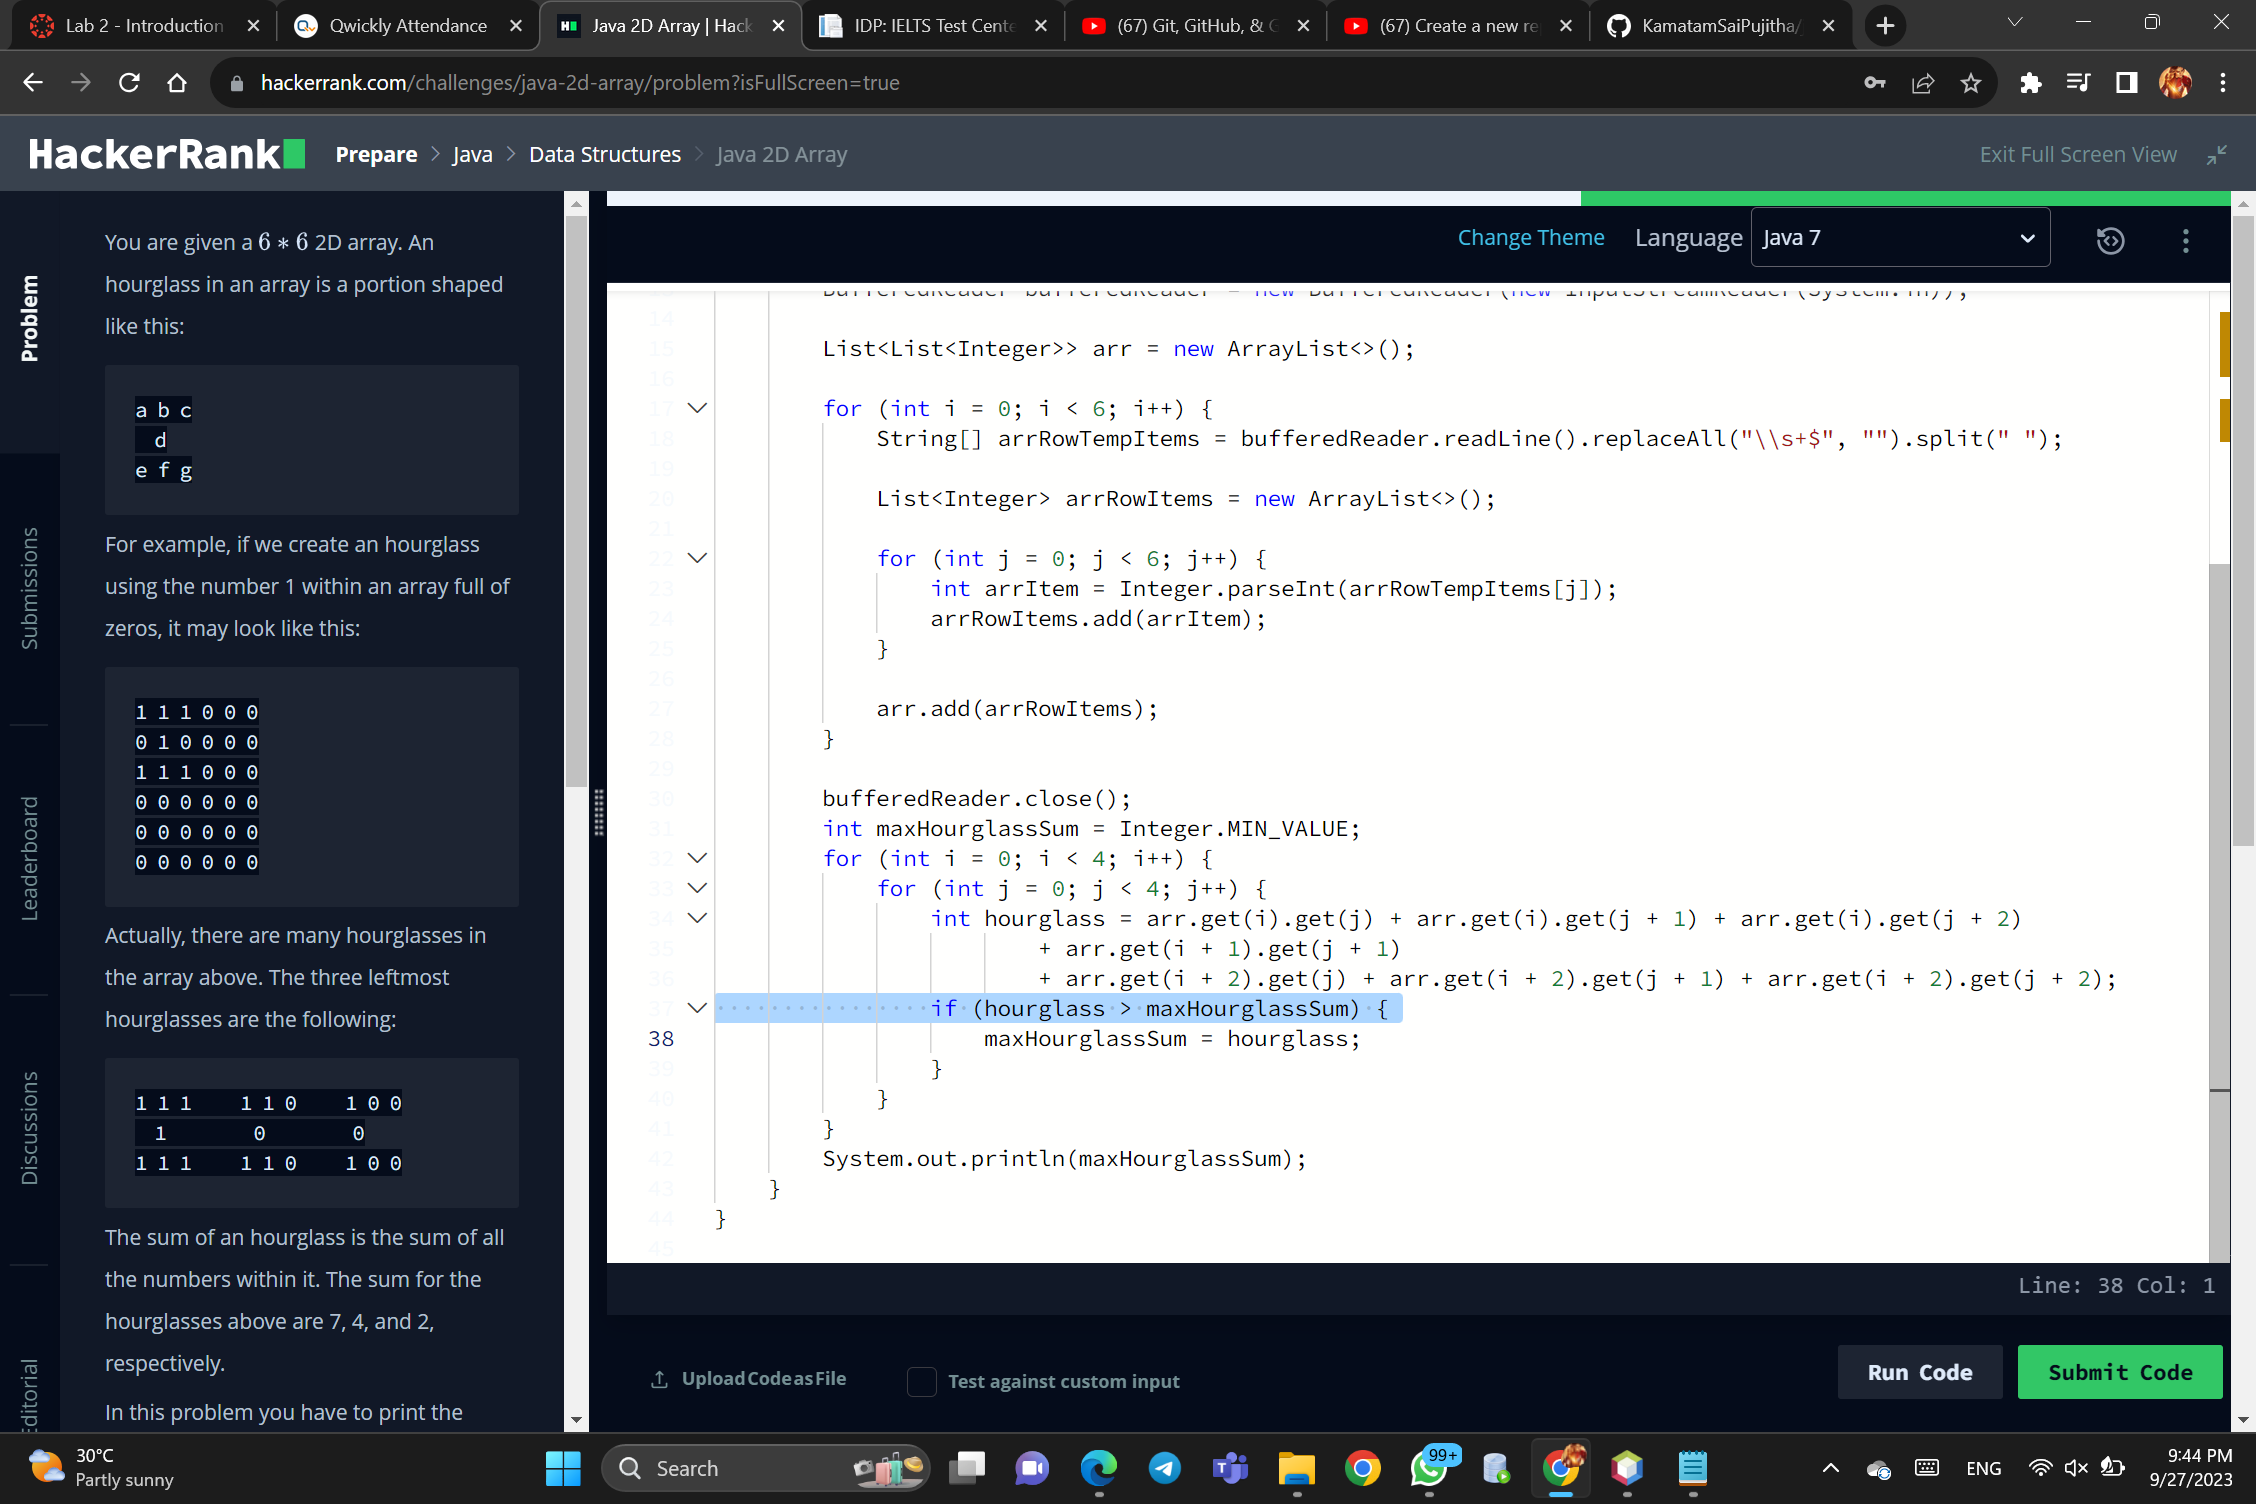 Lab 2 - Introduction
Qwickly Attendance
Java 2D Array | Hack
IDP: IELTS Test Cente
(67) Git, GitHub, & G
(67) Create a new re
KamatamSaiPujitha/
hackerrank.com/challenges/java-2d-array/problem?isFullScreen=true
HackerRank
Prepare > Java > Data Structures > Java 2D Array
Exit Full Screen View
Problem
Submissions
Leaderboard
Discussions
Editorial
You are given a 6 * 6 2D array. An
hourglass in an array is a portion shaped
like this:
a b c
d
e f g
For example, if we create an hourglass
using the number 1 within an array full of
zeros, it may look like this:
1 1 1 0 0 0
0 1 0 0 0 0
1 1 1 0 0 0
0 0 0 0 0 0
0 0 0 0 0 0
0 0 0 0 0 0
Actually, there are many hourglasses in
the array above. The three leftmost
hourglasses are the following:
1 1 1 1 1 0 1 0 0
1 0 0
1 1 1 1 1 0 1 0 0
The sum of an hourglass is the sum of all
the numbers within it. The sum for the
hourglasses above are 7, 4, and 2,
respectively.
In this problem you have to print the
Change Theme Language Java 7
BufferedReader bufferedReader = new BufferedReader(new InputStreamReader(System.in));
14
15 List<List<Integer>> arr = new ArrayList<>();
16
17 for (int i = 0; i < 6; i++) {
18 String[] arrRowTempItems = bufferedReader.readLine().replaceAll("\\s+$", "").split(" ");
19
20 List<Integer> arrRowItems = new ArrayList<>();
21
22 for (int j = 0; j < 6; j++) {
23 int arrItem = Integer.parseInt(arrRowTempItems[j]);
24 arrRowItems.add(arrItem);
25 }
26
27 arr.add(arrRowItems);
28 }
29
30 bufferedReader.close();
31 int maxHourglassSum = Integer.MIN_VALUE;
32 for (int i = 0; i < 4; i++) {
33 for (int j = 0; j < 4; j++) {
34 int hourglass = arr.get(i).get(j) + arr.get(i).get(j + 1) + arr.get(i).get(j + 2)
35 + arr.get(i + 1).get(j + 1)
36 + arr.get(i + 2).get(j) + arr.get(i + 2).get(j + 1) + arr.get(i + 2).get(j + 2);
37 if (hourglass > maxHourglassSum) {
38 maxHourglassSum = hourglass;
39 }
40 }
41 }
42 System.out.println(maxHourglassSum);
43 }
44 }
45
Line: 38 Col: 1
Upload Code as File
Test against custom input
Run Code
Submit Code
30°C
Partly sunny
Search
99+
ENG
9:44 PM
9/27/2023